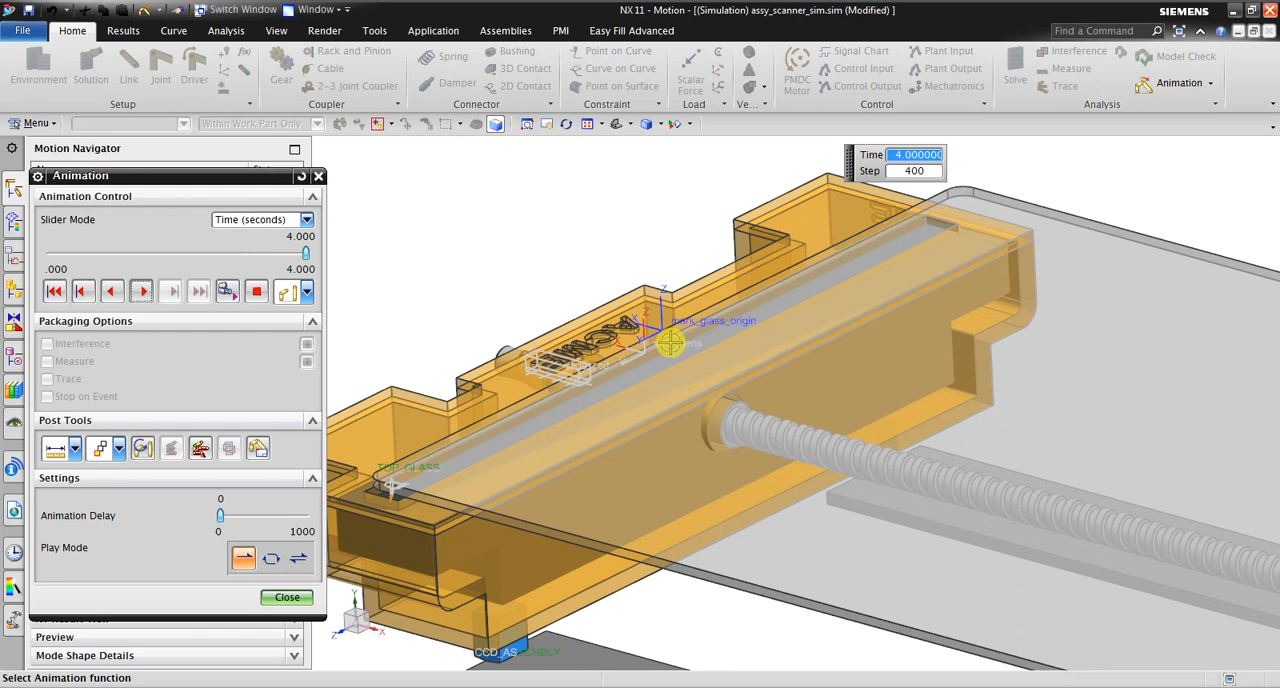 Switch Window
Window
NX 11 - Motion - [(Simulation) assy_scanner_sim.sim (Modified) ]
SIEMENS
File
Home
Results
Curve
Analysis
View
Render
Tools
Application
Assemblies
PMI
Easy Fill Advanced
Find a Command
Environment
Solution
Link
Joint
Driver
f(x)
Setup
Gear
Rack and Pinion
Cable
2-3 Joint Coupler
Coupler
Spring
Damper
Bushing
3D Contact
2D Contact
Connector
Point on Curve
Curve on Curve
Point on Surface
Constraint
Scalar
Force
Load
Ve...
PMDC
Motor
Signal Chart
Control Input
Control Output
Plant Input
Plant Output
Mechatronics
Control
Solve
Interference
Measure
Trace
Model Check
Animation
Analysis
Menu
Within Work Part Only
Motion Navigator
Animation
Animation Control
Slider Mode
Time (seconds)
4.000
.000
4.000
Packaging Options
Interference
Measure
Trace
Stop on Event
Post Tools
Settings
0
Animation Delay
0
1000
Play Mode
Close
Preview
Mode Shape Details
Select Animation function
Time
4.000000
Step
400
mark_glass_origin
TOP_GLASS
CCD_ASSEMBLY
Z
X
Y
Z
X
Y
Y
Z
X